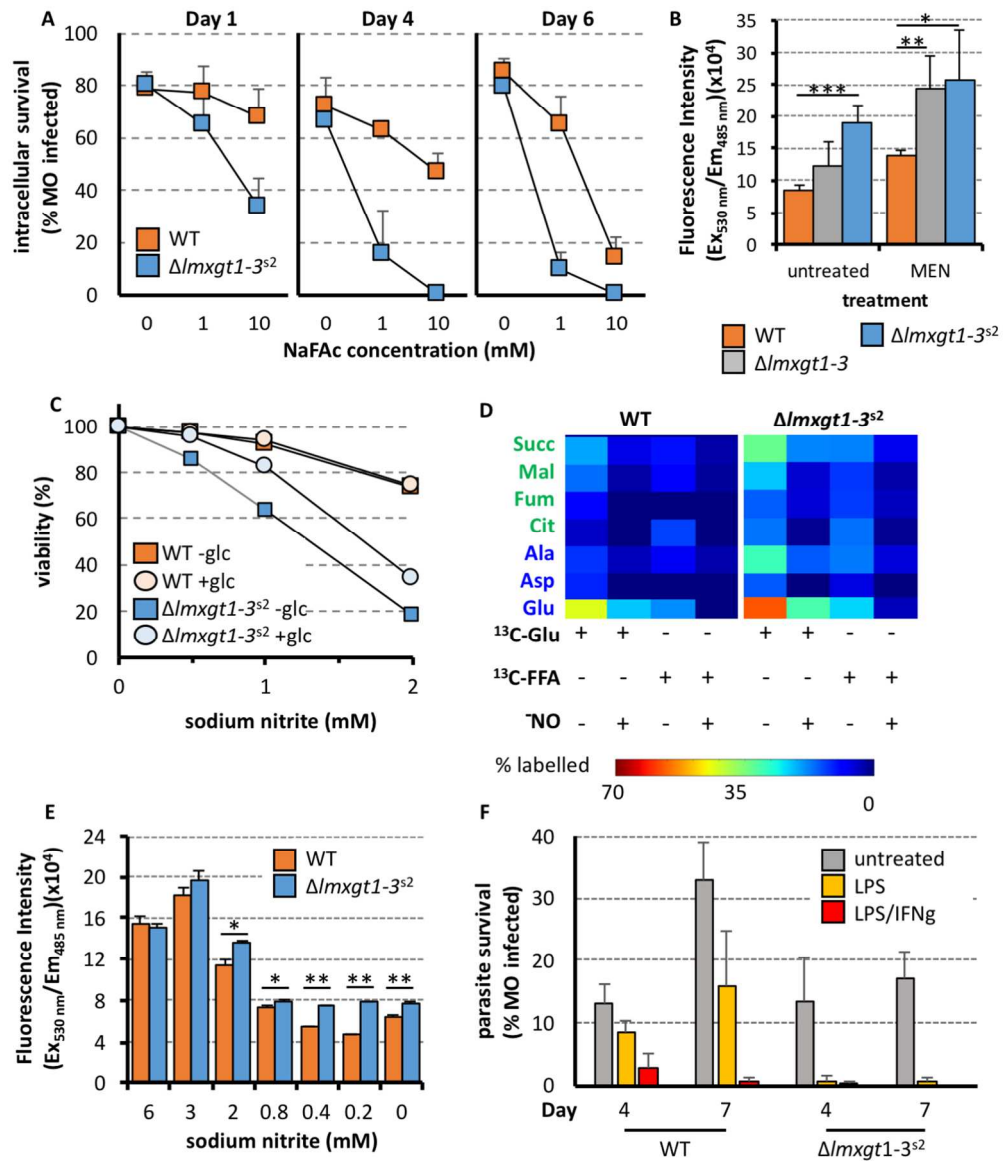 A
Day 1
Day 4
Day 6
intracellular survival
(% MO infected)
100
80
60
40
20
0
WT
Δlmxgt1-3ˢ²
0 1 10
0 1 10
0 1 10
NaFAc concentration (mM)
B
Fluorescence Intensity
(Ex530 nm/Em485 nm)(x10⁴)
35
30
25
20
15
10
5
0
***
**
*
untreated
MEN
treatment
WT
Δlmxgt1-3ˢ²
Δlmxgt1-3
C
viability (%)
100
80
60
40
20
0
WT -glc
WT +glc
Δlmxgt1-3ˢ² -glc
Δlmxgt1-3ˢ² +glc
0 1 2
sodium nitrite (mM)
D
WT
Δlmxgt1-3ˢ²
Succ
Mal
Fum
Cit
Ala
Asp
Glu
¹³C-Glu + + - - + + - -
¹³C-FFA - - + + - - + +
⁻NO - + - + - + - +
% labelled
70 35 0
E
Fluorescence Intensity
(Ex530 nm/Em485 nm)(x10⁴)
24
20
16
12
8
4
0
WT
Δlmxgt1-3ˢ²
* * ** ** **
6 3 2 0.8 0.4 0.2 0
sodium nitrite (mM)
F
parasite survival
(% MO infected)
40
30
20
10
0
untreated
LPS
LPS/IFNg
Day 4 7 4 7
WT
Δlmxgt1-3ˢ²